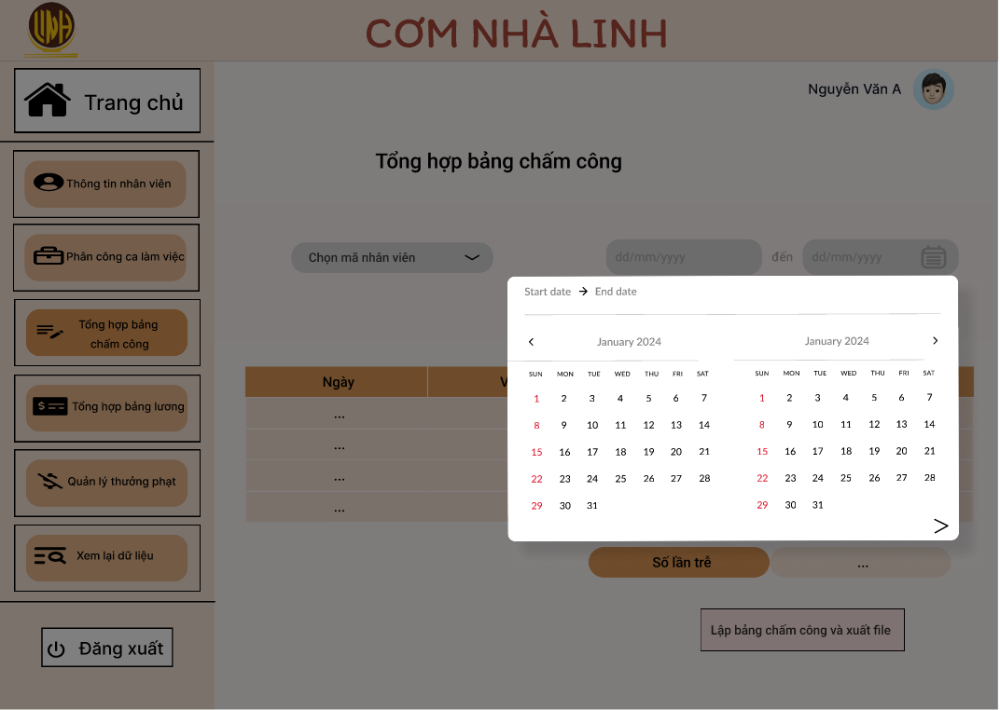 CƠM NHÀ LINH
Trang chủ
Nguyễn Văn A
Tổng hợp bảng chấm công
Thông tin nhân viên
Phân công ca làm việc
Tổng hợp bảng
chấm công
Tổng hợp bảng lương
Quản lý thưởng phạt
Xem lại dữ liệu
Đăng xuất
Chọn mã nhân viên
dd/mm/yyyy đến dd/mm/yyyy
Start date → End date
January 2024 January 2024
SUN MON TUE WED THU FRI SAT SUN MON TUE WED THU FRI SAT
1 2 3 4 5 6 7 1 2 3 4 5 6 7
8 9 10 11 12 13 14 8 9 10 11 12 13 14
15 16 17 18 19 20 21 15 16 17 18 19 20 21
22 23 24 25 26 27 28 22 23 24 25 26 27 28
29 30 31 29 30 31
Ngày
...
...
...
...
Số lần trễ ...
Lập bảng chấm công và xuất file